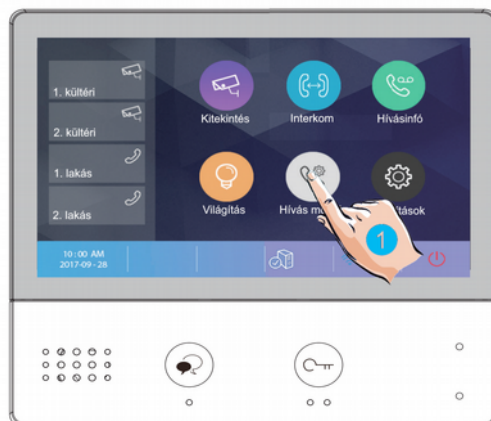 1. kültéri
2. kültéri
1. lakás
2. lakás
Kitekintés
Interkom
Hívásinfó
Világítás
Hívás
1
10:00 AM
2017-09-28